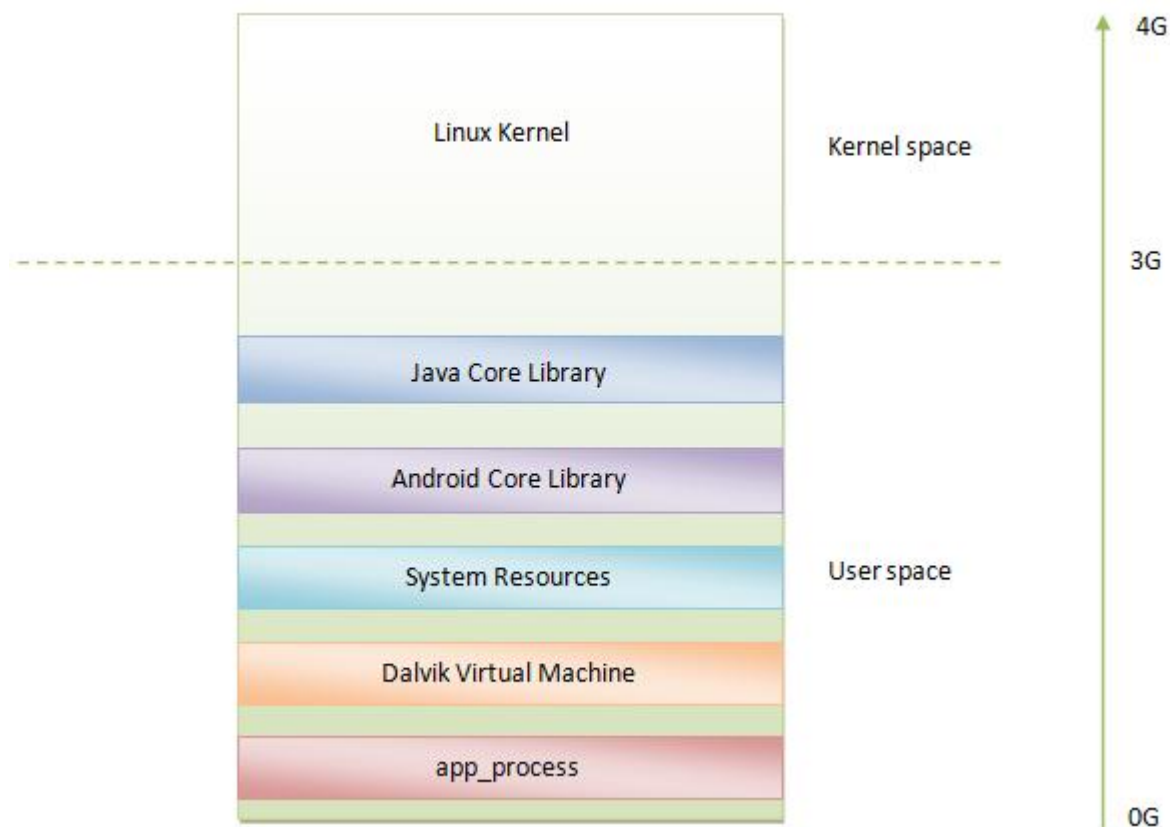 4G
Linux Kernel
Kernel space
3G
Java Core Library
Android Core Library
System Resources
User space
Dalvik Virtual Machine
app_process
0G